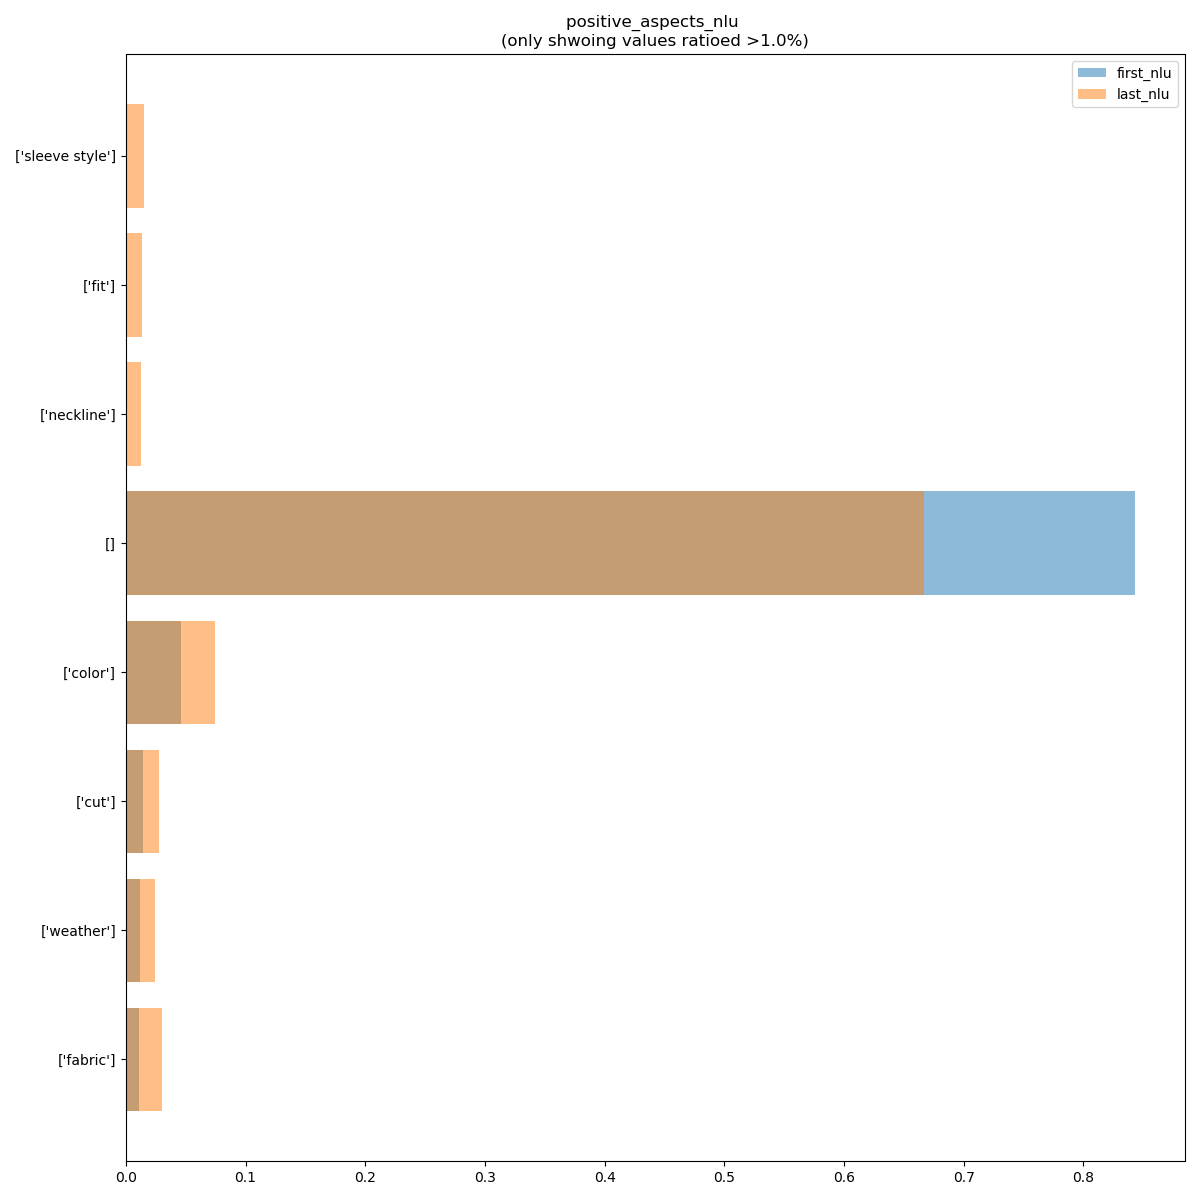 positive_aspects_nlu
(only shwoing values ratioed >1.0%)
first_nlu
last_nlu
['sleeve style']
['fit']
['neckline']
[]
['color']
['cut']
['weather']
['fabric']
0.0 0.1 0.2 0.3 0.4 0.5 0.6 0.7 0.8